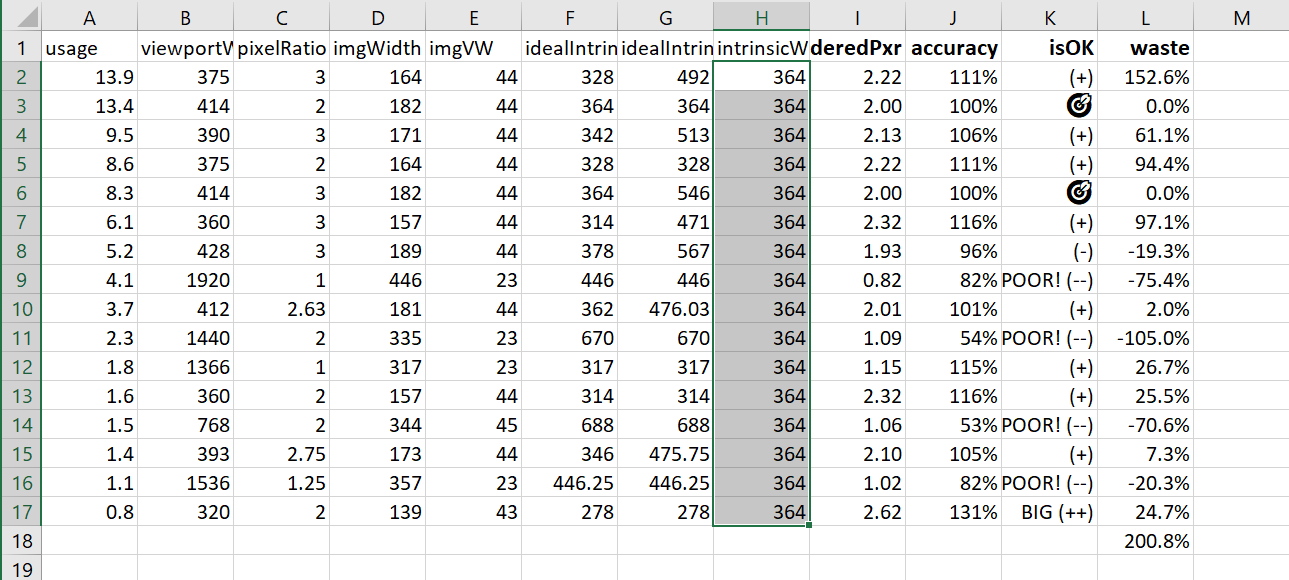 A B C D E F G H I J K L M
1 usage viewportW pixelRatio imgWidth imgVW idealIntrin idealIntrin intrinsicW deredPxr accuracy isOK waste
2 13.9 375 3 164 44 328 492 364 2.22 111% (+) 152.6%
3 13.4 414 2 182 44 364 364 364 2.00 100% 0.0%
4 9.5 390 3 171 44 342 513 364 2.13 106% (+) 61.1%
5 8.6 375 2 164 44 328 328 364 2.22 111% (+) 94.4%
6 8.3 414 3 182 44 364 546 364 2.00 100% 0.0%
7 6.1 360 3 157 44 314 471 364 2.32 116% (+) 97.1%
8 5.2 428 3 189 44 378 567 364 1.93 96% (-) -19.3%
9 4.1 1920 1 446 23 446 446 364 0.82 82% POOR! (--) -75.4%
10 3.7 412 2.63 181 44 362 476.03 364 2.01 101% (+) 2.0%
11 2.3 1440 2 335 23 670 670 364 1.09 54% POOR! (--) -105.0%
12 1.8 1366 1 317 23 317 317 364 1.15 115% (+) 26.7%
13 1.6 360 2 157 44 314 314 364 2.32 116% (+) 25.5%
14 1.5 768 2 344 45 688 688 364 1.06 53% POOR! (--) -70.6%
15 1.4 393 2.75 173 44 346 475.75 364 2.10 105% (+) 7.3%
16 1.1 1536 1.25 357 23 446.25 446.25 364 1.02 82% POOR! (--) -20.3%
17 0.8 320 2 139 43 278 278 364 2.62 131% BIG (++) 24.7%
18 200.8%
19